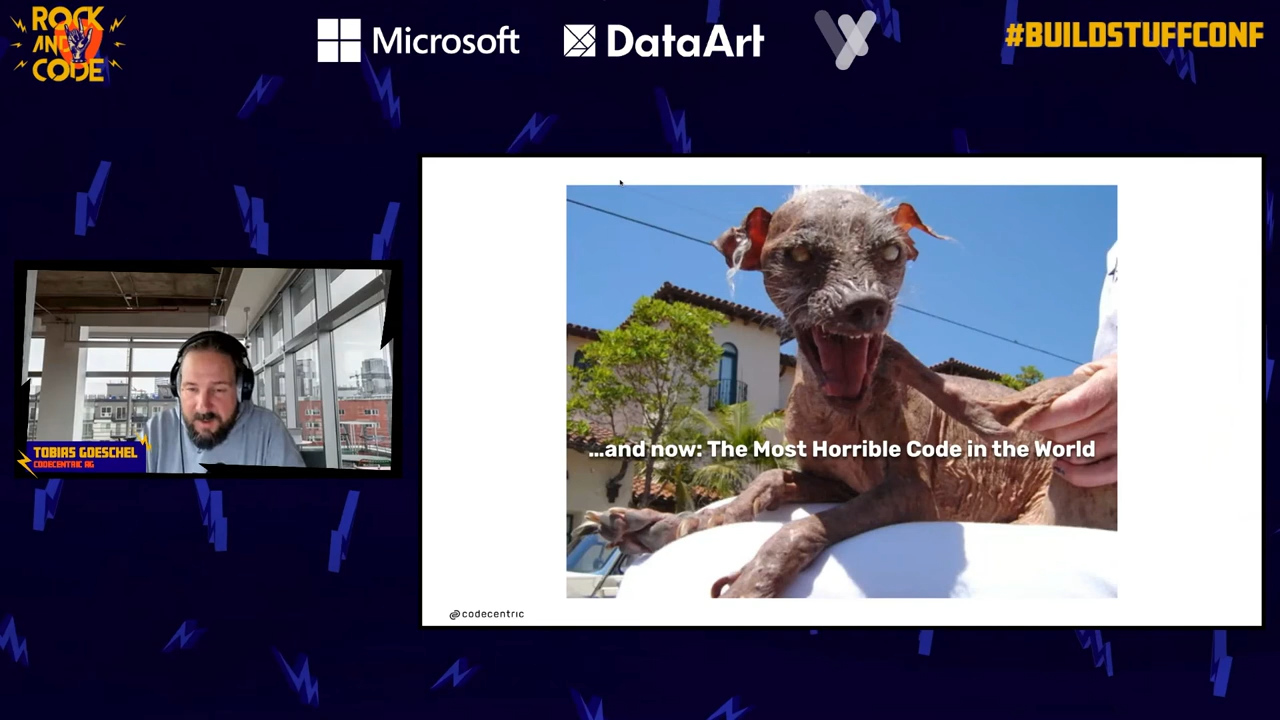 ROCK
AND
CODE
Microsoft
DataArt
#BUILDSTUFFCONF
...and now: The Most Horrible Code in the World
TOBIAS GOESCHEL
CODECENTRIC AG
codecentric